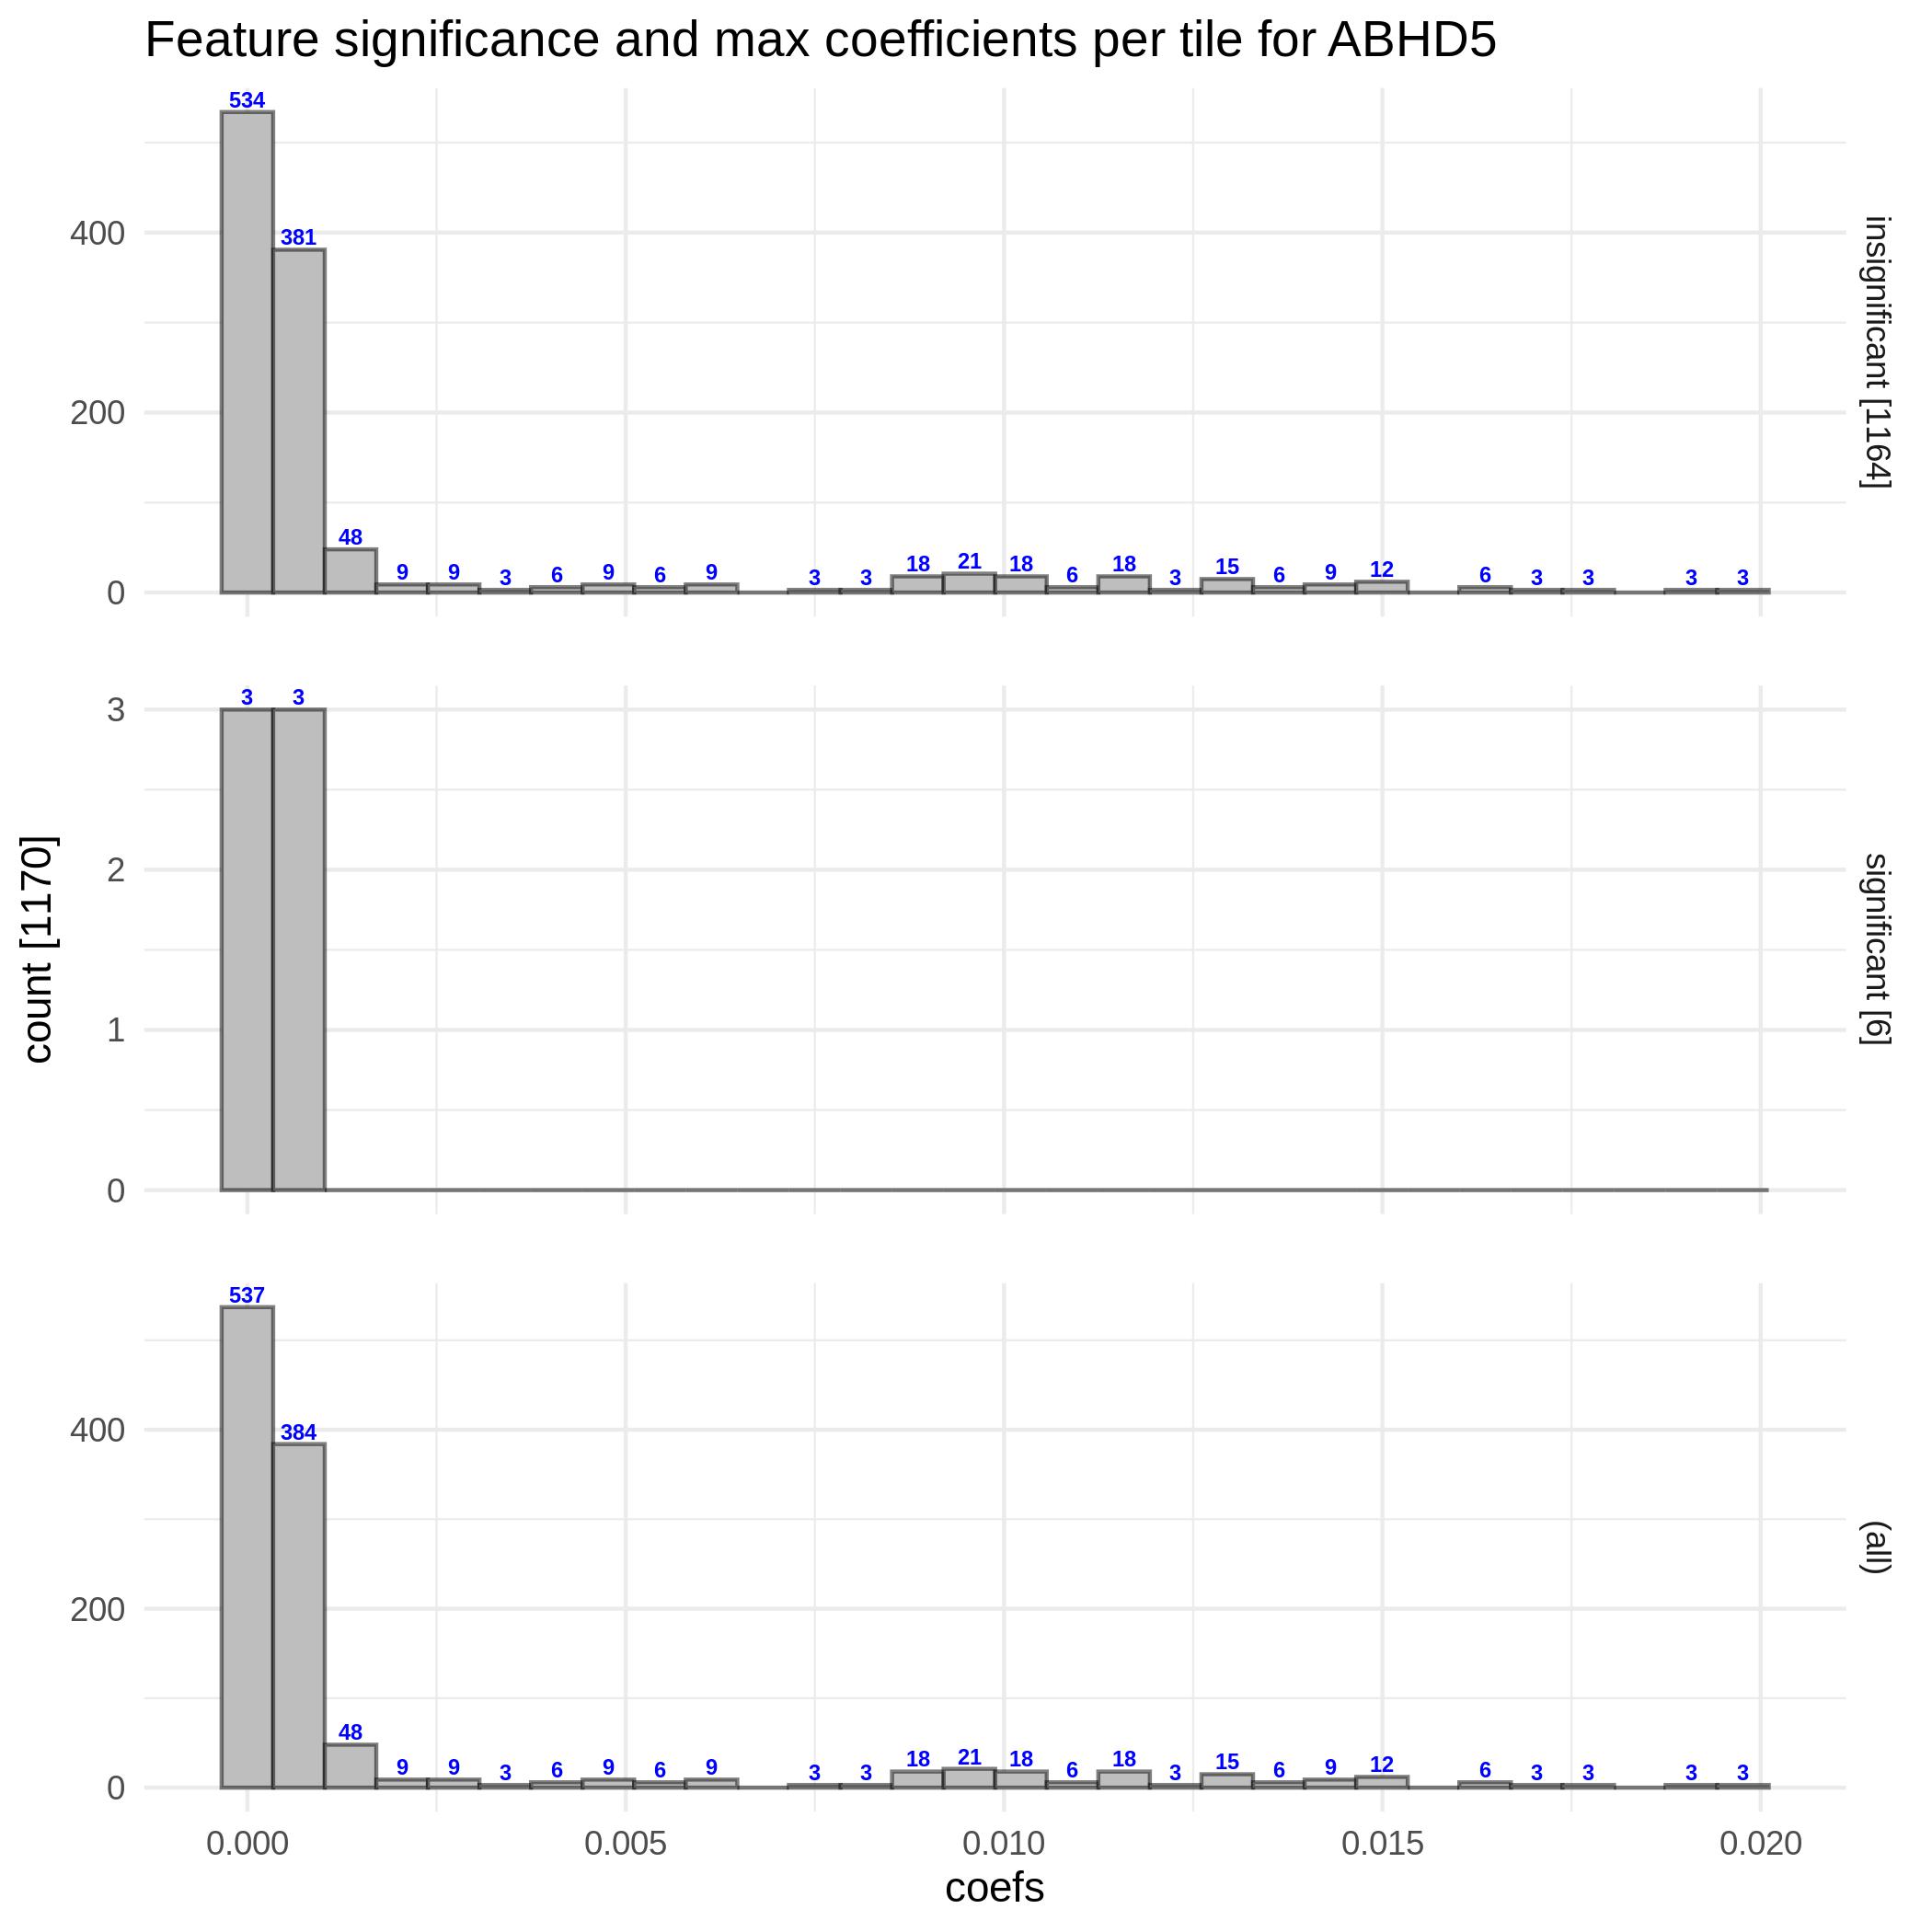 Feature significance and max coefficients per tile for ABHD5
534
381
48
9 9 3 6 9 6 9 3 3 18 21 18 6 18 3 15 6 9 12 6 3 3 3 3
400
200
0
insignificant [1164]
3 3
3
2
1
0
significant [6]
count [1170]
537
384
48
9 9 3 6 9 6 9 3 3 18 21 18 6 18 3 15 6 9 12 6 3 3 3 3
400
200
0
(all)
0.000 0.005 0.010 0.015 0.020
coefs